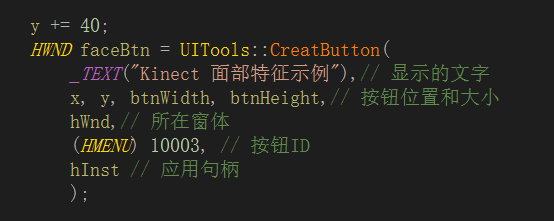 y += 40;
HWND faceBtn = UITools::CreatButton(
_TEXT("Kinect 面部特征示例"),// 显示的文字
x, y, btnWidth, btnHeight,// 按钮位置和大小
hWnd,// 所在窗体
(HMENU) 10003, // 按钮ID
hInst // 应用句柄
);